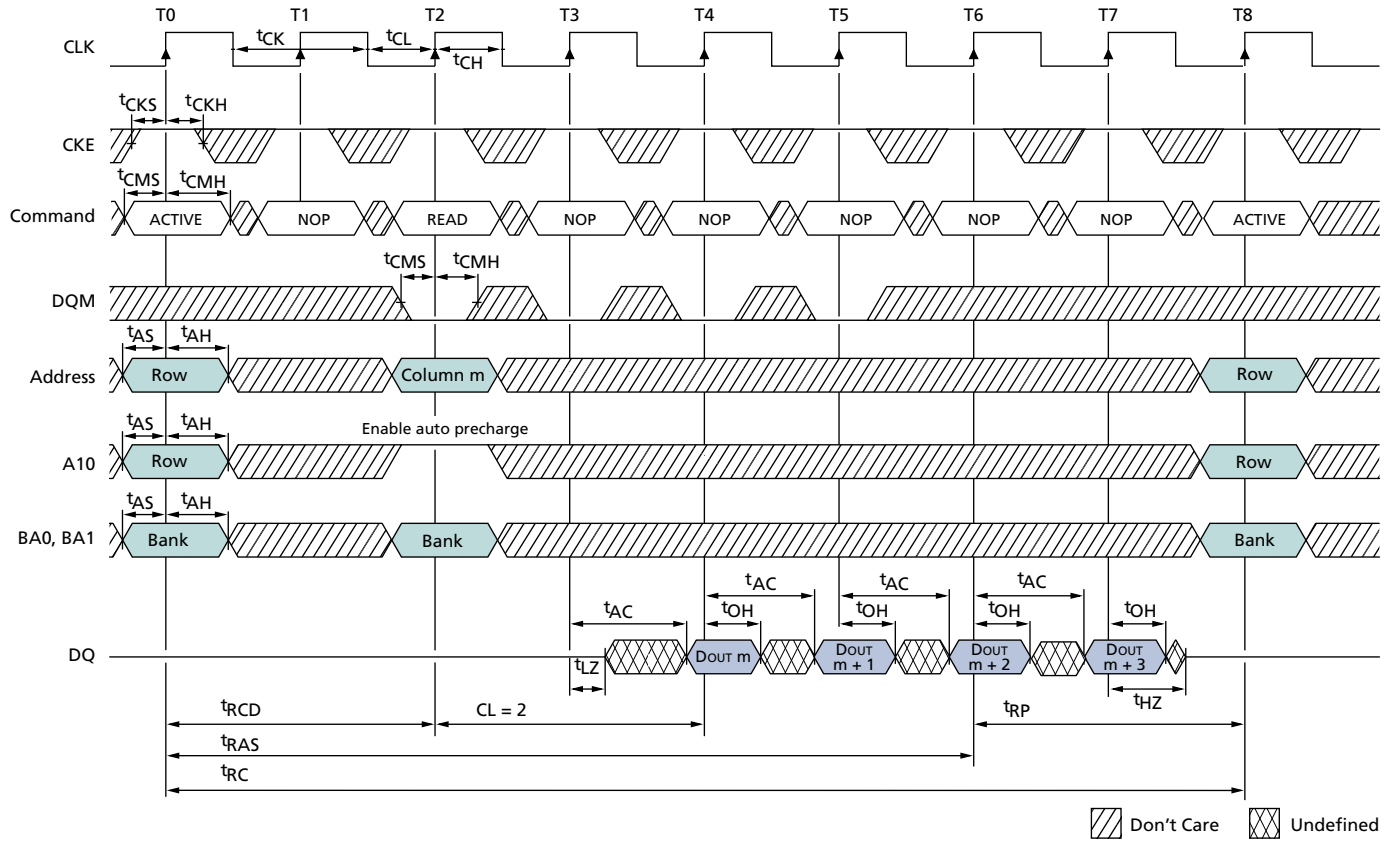 T0 T1 T2 T3 T4 T5 T6 T7 T8
CLK
tCK tCL
tCH
tCKS tCKH
CKE
tCMS tCMH
Command ACTIVE NOP READ NOP NOP NOP NOP NOP ACTIVE
tCMS tCMH
DQM
tAS tAH
Address Row Column m Row
tAS tAH Enable auto precharge
A10 Row Row
tAS tAH
BA0, BA1 Bank Bank Bank
tAC tAC tAC
tAC tOH tOH tOH tOH
DQ DOUT m DOUT m + 1 DOUT m + 2 DOUT m + 3
tLZ tHZ
tRCD CL = 2 tRP
tRAS
tRC
Don't Care Undefined